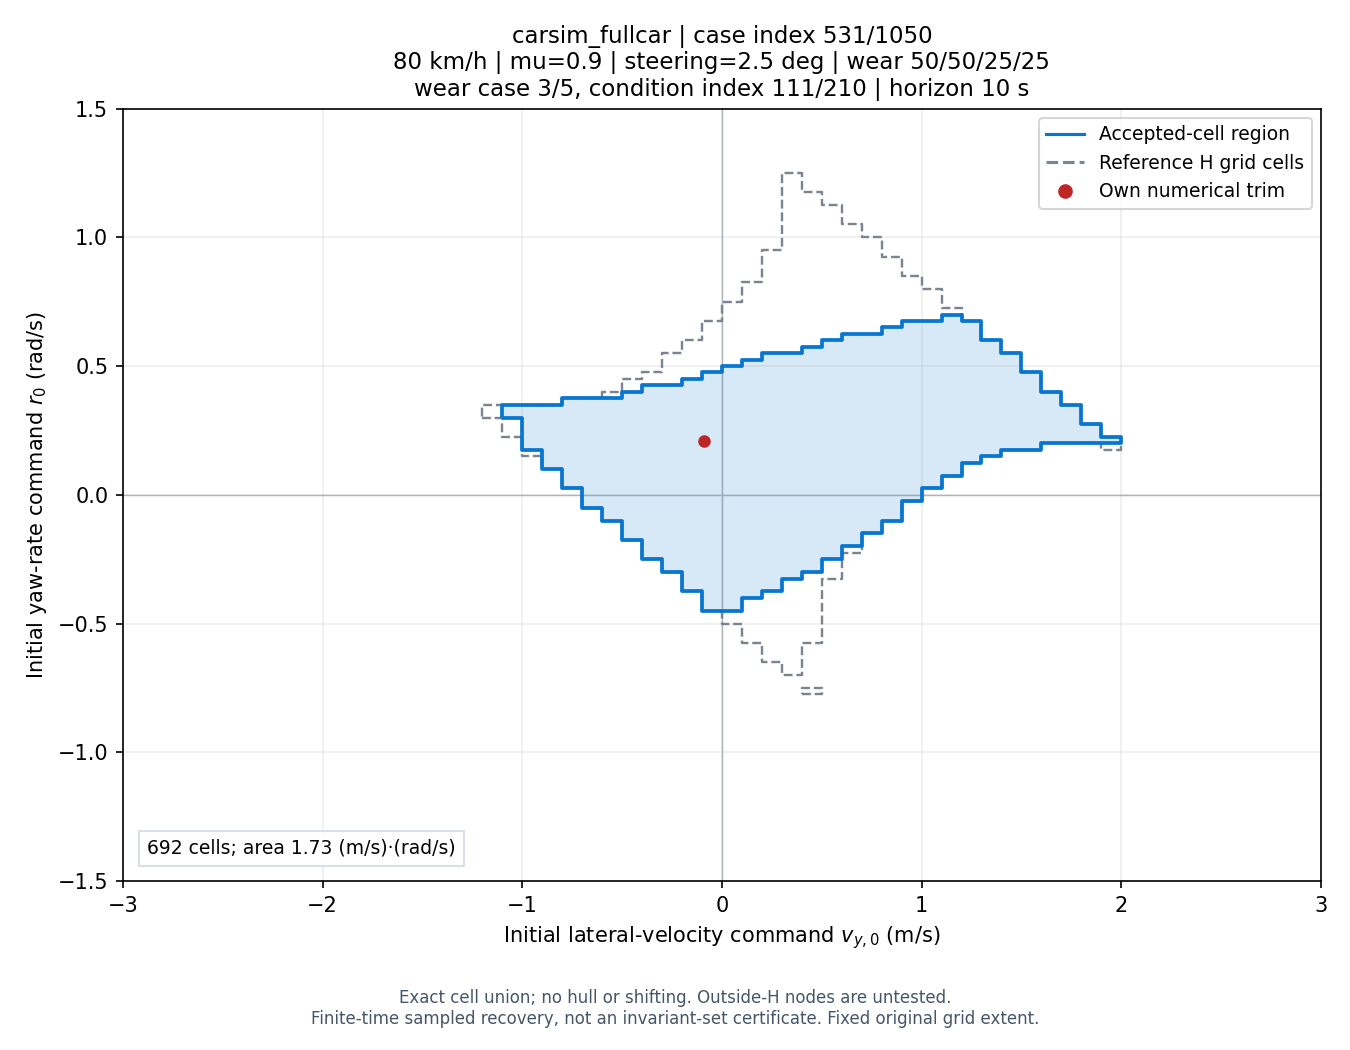 carsim_fullcar | case index 531/1050
80 km/h | mu=0.9 | steering=2.5 deg | wear 50/50/25/25
wear case 3/5, condition index 111/210 | horizon 10 s
Accepted-cell region
Reference H grid cells
Own numerical trim
1.5
1.0
0.5
0.0
−0.5
−1.0
−1.5
Initial yaw-rate command r0 (rad/s)
692 cells; area 1.73 (m/s)·(rad/s)
−3
−2
−1
0
1
2
3
Initial lateral-velocity command vy,0 (m/s)
Exact cell union; no hull or shifting. Outside-H nodes are untested.
Finite-time sampled recovery, not an invariant-set certificate. Fixed original grid extent.